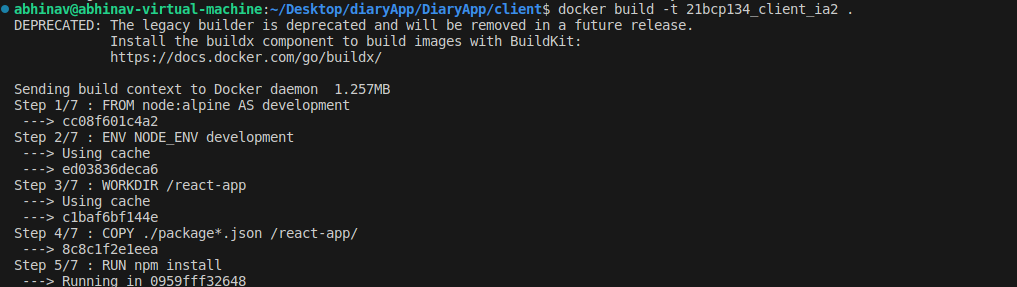 abhinav@abhinav-virtual-machine:~/Desktop/diaryApp/DiaryApp/client$ docker build -t 21bcp134_client_ia2 .
DEPRECATED: The legacy builder is deprecated and will be removed in a future release.
Install the buildx component to build images with BuildKit:
https://docs.docker.com/go/buildx/
Sending build context to Docker daemon  1.257MB
Step 1/7 : FROM node:alpine AS development
---> cc08f601c4a2
Step 2/7 : ENV NODE_ENV development
---> Using cache
---> ed03836deca6
Step 3/7 : WORKDIR /react-app
---> Using cache
---> c1baf6bf144e
Step 4/7 : COPY ./package*.json /react-app/
---> 8c8c1f2e1eea
Step 5/7 : RUN npm install
---> Running in 0959fff32648